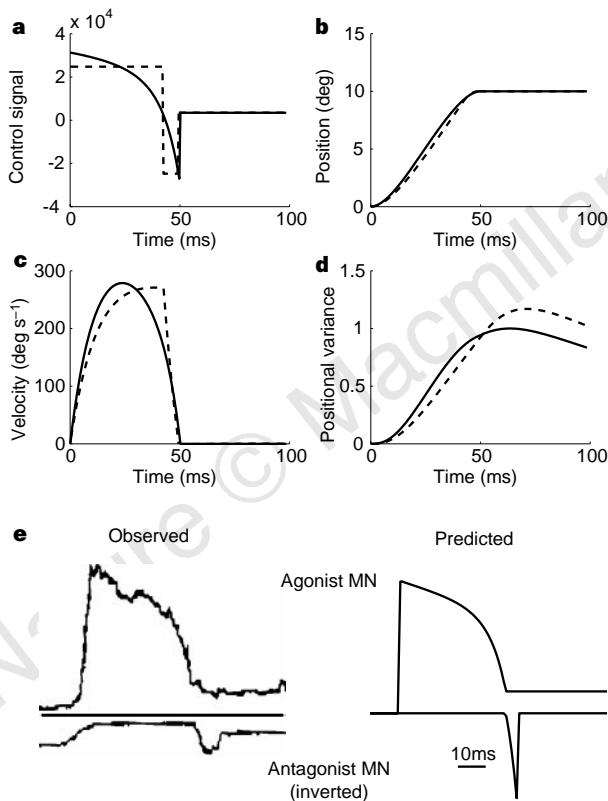 a
x 10⁴
4
2
0
-2
-4
0 50 100
Control signal
Time (ms)
b
15
10
5
0
0 50 100
Position (deg)
Time (ms)
c
300
200
100
0
0 50 100
Velocity (deg s⁻¹)
Time (ms)
d
1.5
1
0.5
0
0 50 100
Positional variance
Time (ms)
e
Observed
Predicted
Agonist MN
Antagonist MN
(inverted)
10ms
Nature © Macmillan